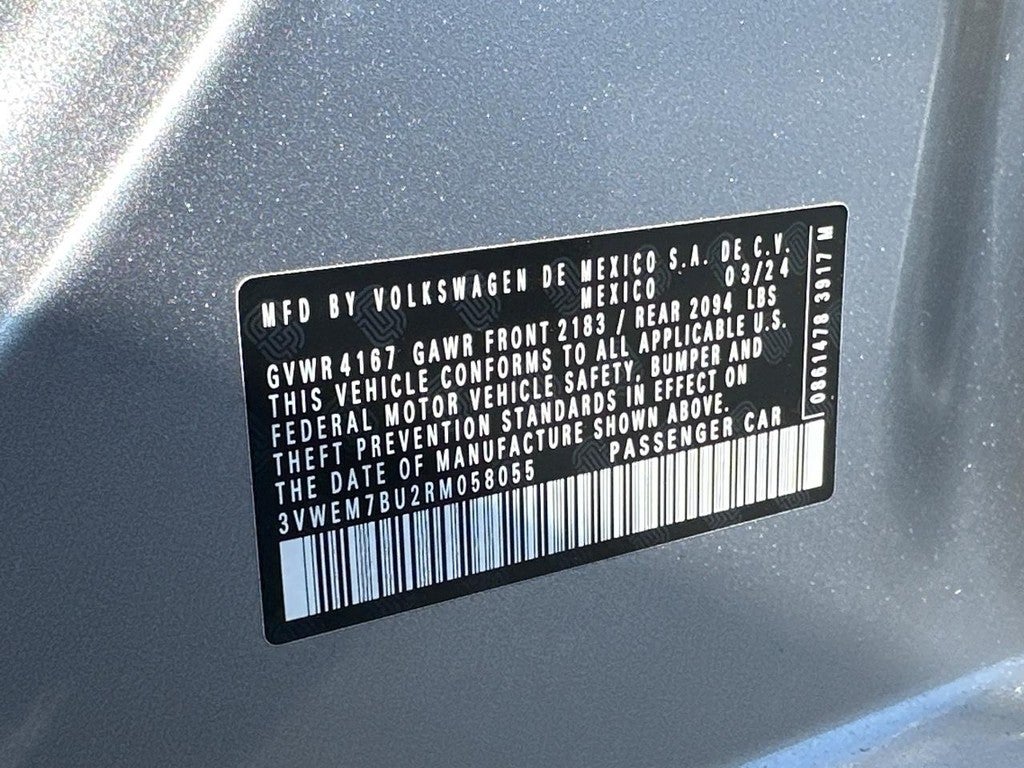 MFD BY VOLKSWAGEN DE MEXICO S.A. DE C.V.
MEXICO 03/24
GVWR 4167 GAWR FRONT 2183 / REAR 2094 LBS
THIS VEHICLE CONFORMS TO ALL APPLICABLE U.S.
FEDERAL MOTOR VEHICLE SAFETY, BUMPER AND
THEFT PREVENTION STANDARDS IN EFFECT ON
THE DATE OF MANUFACTURE SHOWN ABOVE.
3VWEM7BU2RM058055 PASSENGER CAR
0861478 3917 M